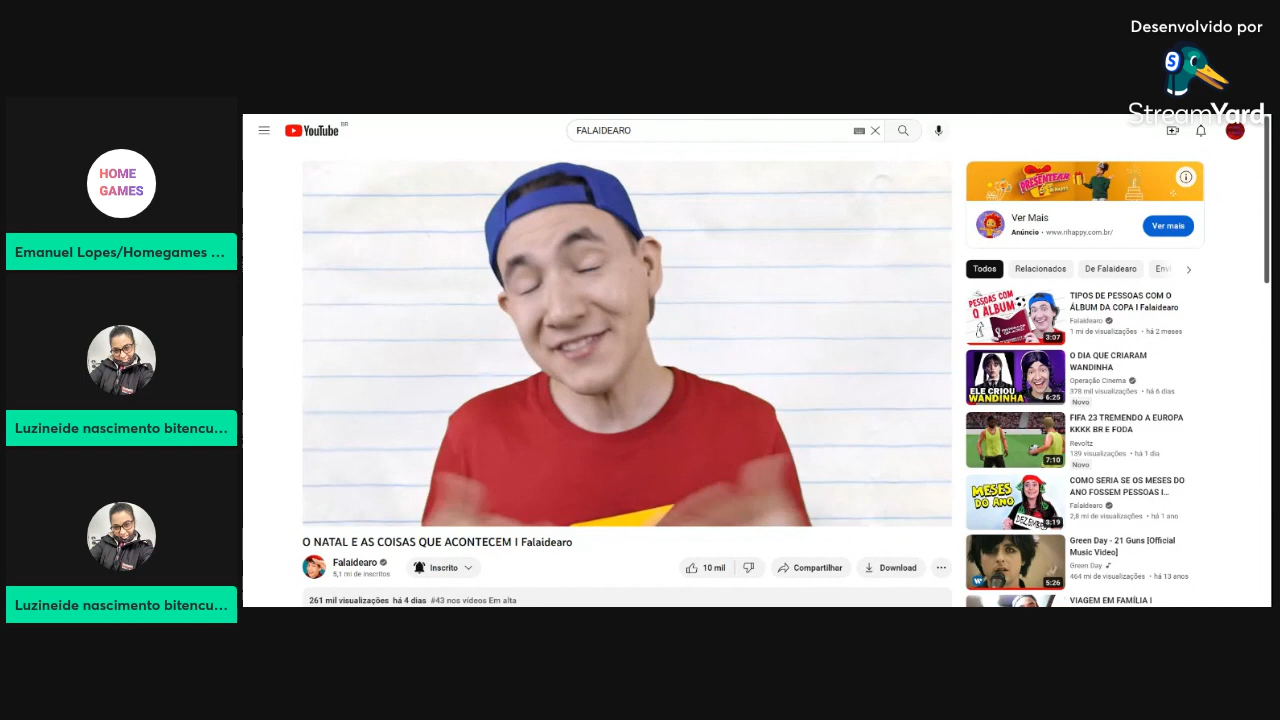 Desenvolvido por
StreamYard
HOME
GAMES
Emanuel Lopes/Homegames ...
Luzineide nascimento bitencu...
Luzineide nascimento bitencu...
YouTube BR
FALAIDEARO
O NATAL E AS COISAS QUE ACONTECEM I Falaidearo
Falaidearo
5,1 mi de inscritos
Inscrito
10 mil
Compartilhar
Download
261 mil visualizações há 4 dias #43 nos vídeos Em alta
PRESENTEAR
Ver Mais
Anúncio • www.rihappy.com.br/
Ver mais
Todos
Relacionados
De Falaidearo
Envi
PESSOAS COM
O ALBUM
3:07
TIPOS DE PESSOAS COM O
ÁLBUM DA COPA I Falaidearo
Falaidearo
1 mi de visualizações • há 2 meses
ELE CRIOU
WANDINHA
6:25
O DIA QUE CRIARAM
WANDINHA
Operação Cinema
378 mil visualizações • há 6 dias
Novo
7:10
FIFA 23 TREMENDO A EUROPA
KKKK BR E FODA
Revoltz
139 visualizações • há 1 dia
Novo
MESES
DO ANO
DEZEMBRO
3:19
COMO SERIA SE OS MESES DO
ANO FOSSEM PESSOAS I...
Falaidearo
2,8 mi de visualizações • há 1 ano
5:26
Green Day - 21 Guns [Official
Music Video]
Green Day
464 mi de visualizações • há 13 anos
VIAGEM EM FAMÍLIA I